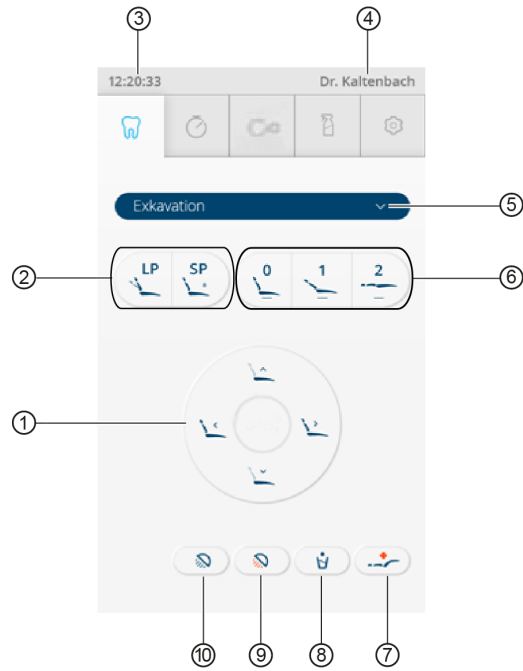 ③ ④
12:20:33 Dr. Kaltenbach
Exkavation ⑤
② LP SP 0 1 2 ⑥
①
⑩ ⑨ ⑧ ⑦